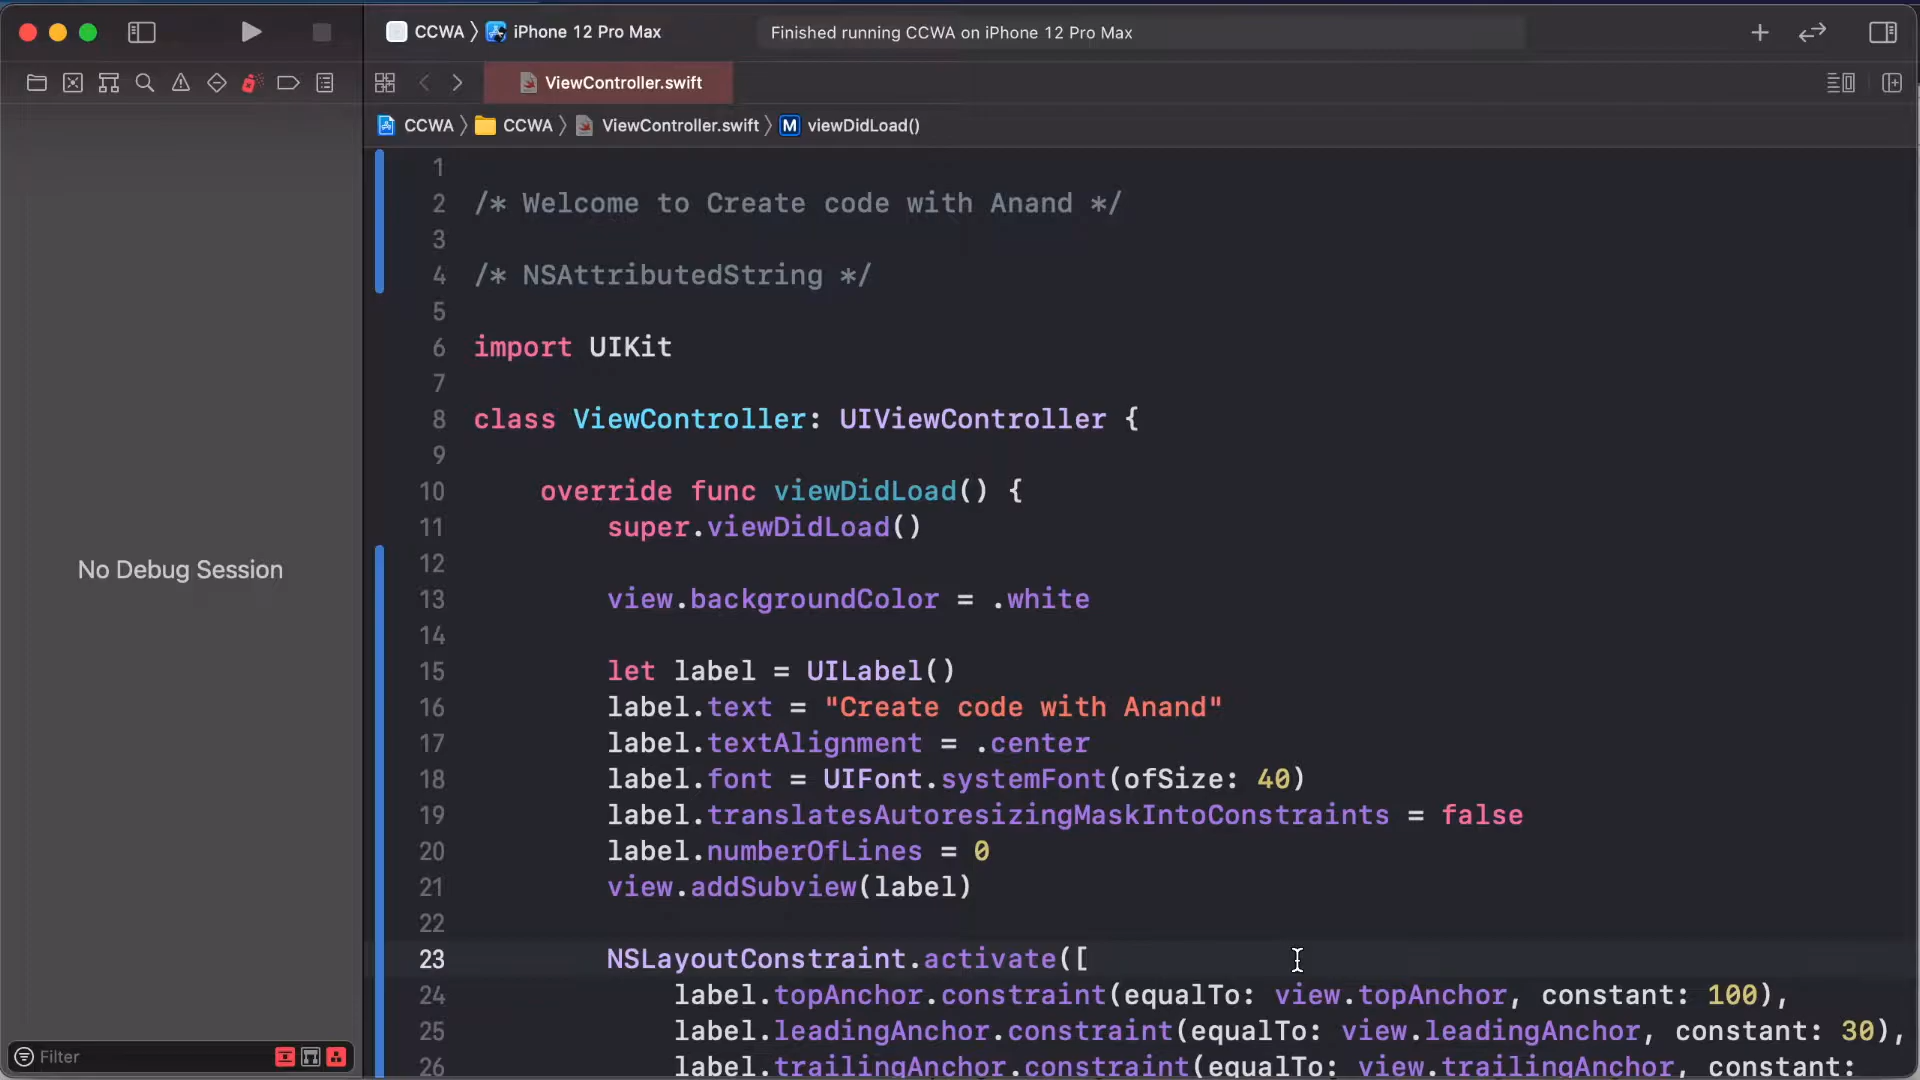 CCWA 〉 iPhone 12 Pro Max
Finished running CCWA on iPhone 12 Pro Max
ViewController.swift
CCWA 〉 CCWA 〉 ViewController.swift 〉 M viewDidLoad()
No Debug Session
Filter
1
2 /* Welcome to Create code with Anand */
3
4 /* NSAttributedString */
5
6 import UIKit
7
8 class ViewController: UIViewController {
9
10 override func viewDidLoad() {
11 super.viewDidLoad()
12
13 view.backgroundColor = .white
14
15 let label = UILabel()
16 label.text = "Create code with Anand"
17 label.textAlignment = .center
18 label.font = UIFont.systemFont(ofSize: 40)
19 label.translatesAutoresizingMaskIntoConstraints = false
20 label.numberOfLines = 0
21 view.addSubview(label)
22
23 NSLayoutConstraint.activate([
24 label.topAnchor.constraint(equalTo: view.topAnchor, constant: 100),
25 label.leadingAnchor.constraint(equalTo: view.leadingAnchor, constant: 30),
26 label.trailingAnchor.constraint(equalTo: view.trailingAnchor, constant: